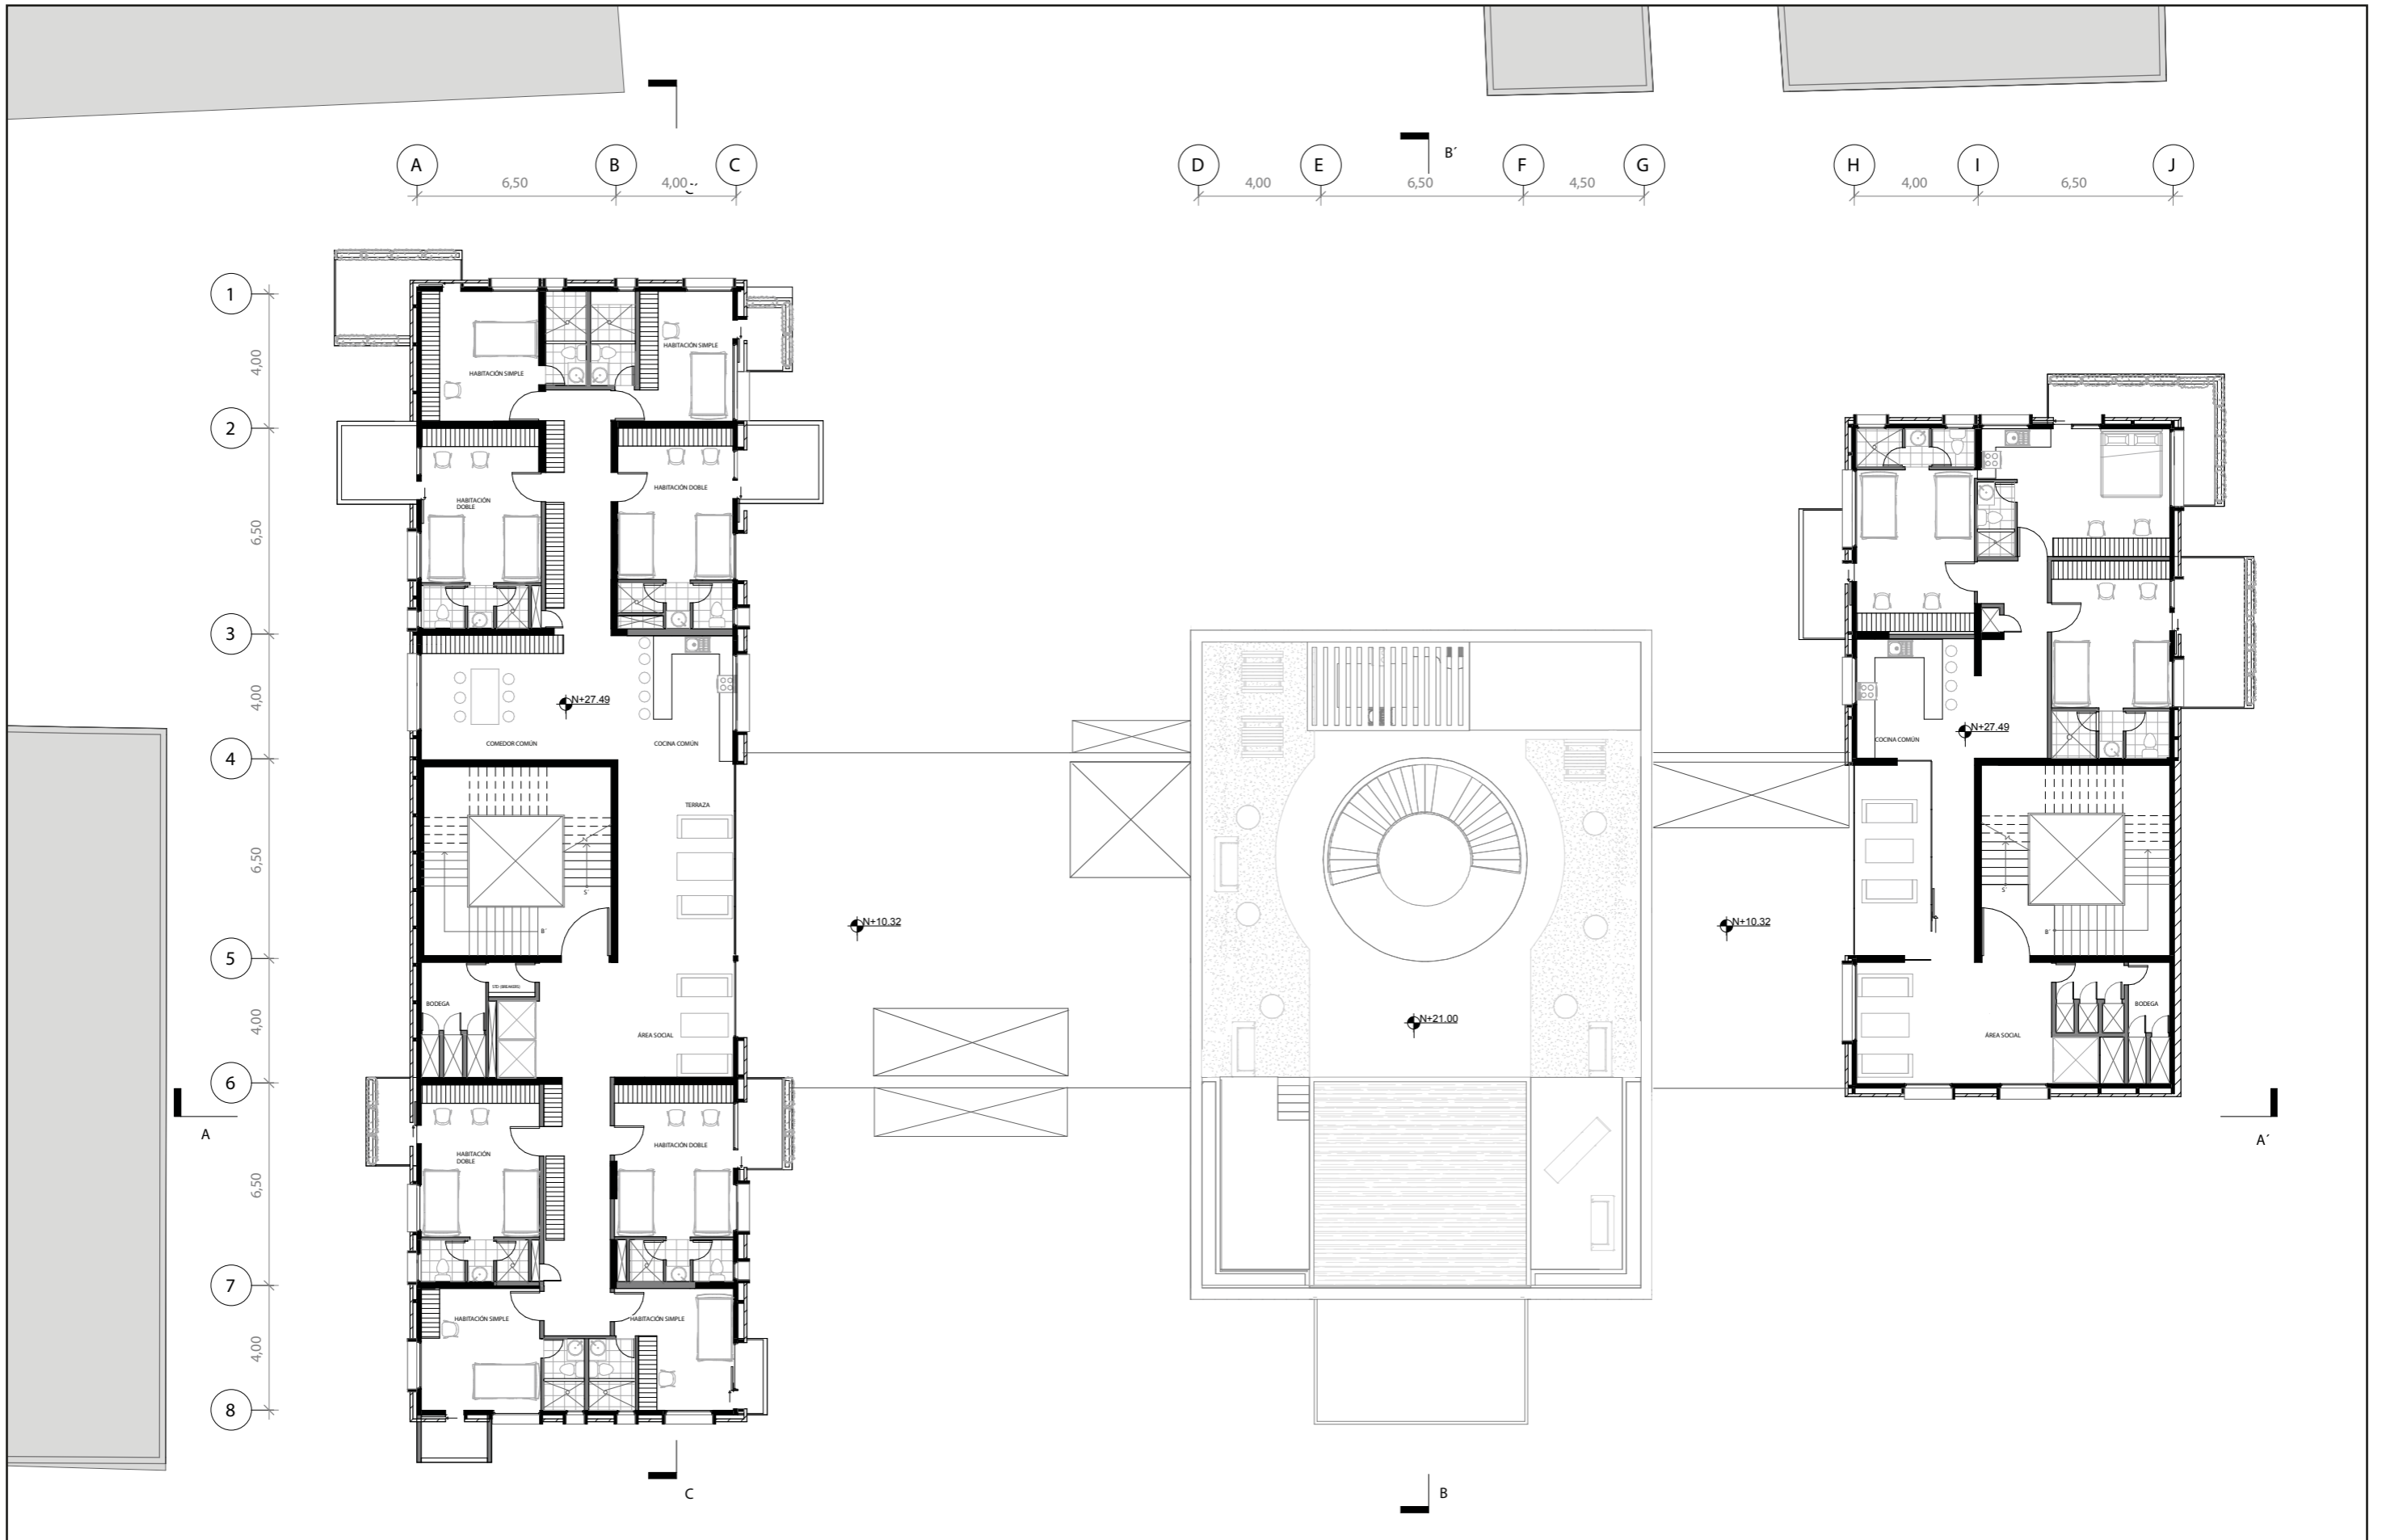 B´
A
B
C
D
E
F
G
H
I
J
6,50
4,00
C´
4,00
6,50
4,50
4,00
6,50
1
4,00
2
6,50
3
4,00
4
6,50
5
4,00
6
6,50
7
4,00
8
HABITACIÓN SIMPLE
HABITACIÓN SIMPLE
HABITACIÓN
DOBLE
HABITACIÓN DOBLE
N+27.49
COMEDOR COMÚN
COCINA COMÚN
TERRAZA
S´
B´
BODEGA
CTD (BREAKERS)
ÁREA SOCIAL
HABITACIÓN
DOBLE
HABITACIÓN DOBLE
HABITACIÓN SIMPLE
HABITACIÓN SIMPLE
N+10.32
N+21.00
N+10.32
N+27.49
COCINA COMÚN
S´
B´
BODEGA
ÁREA SOCIAL
A
A´
C
B